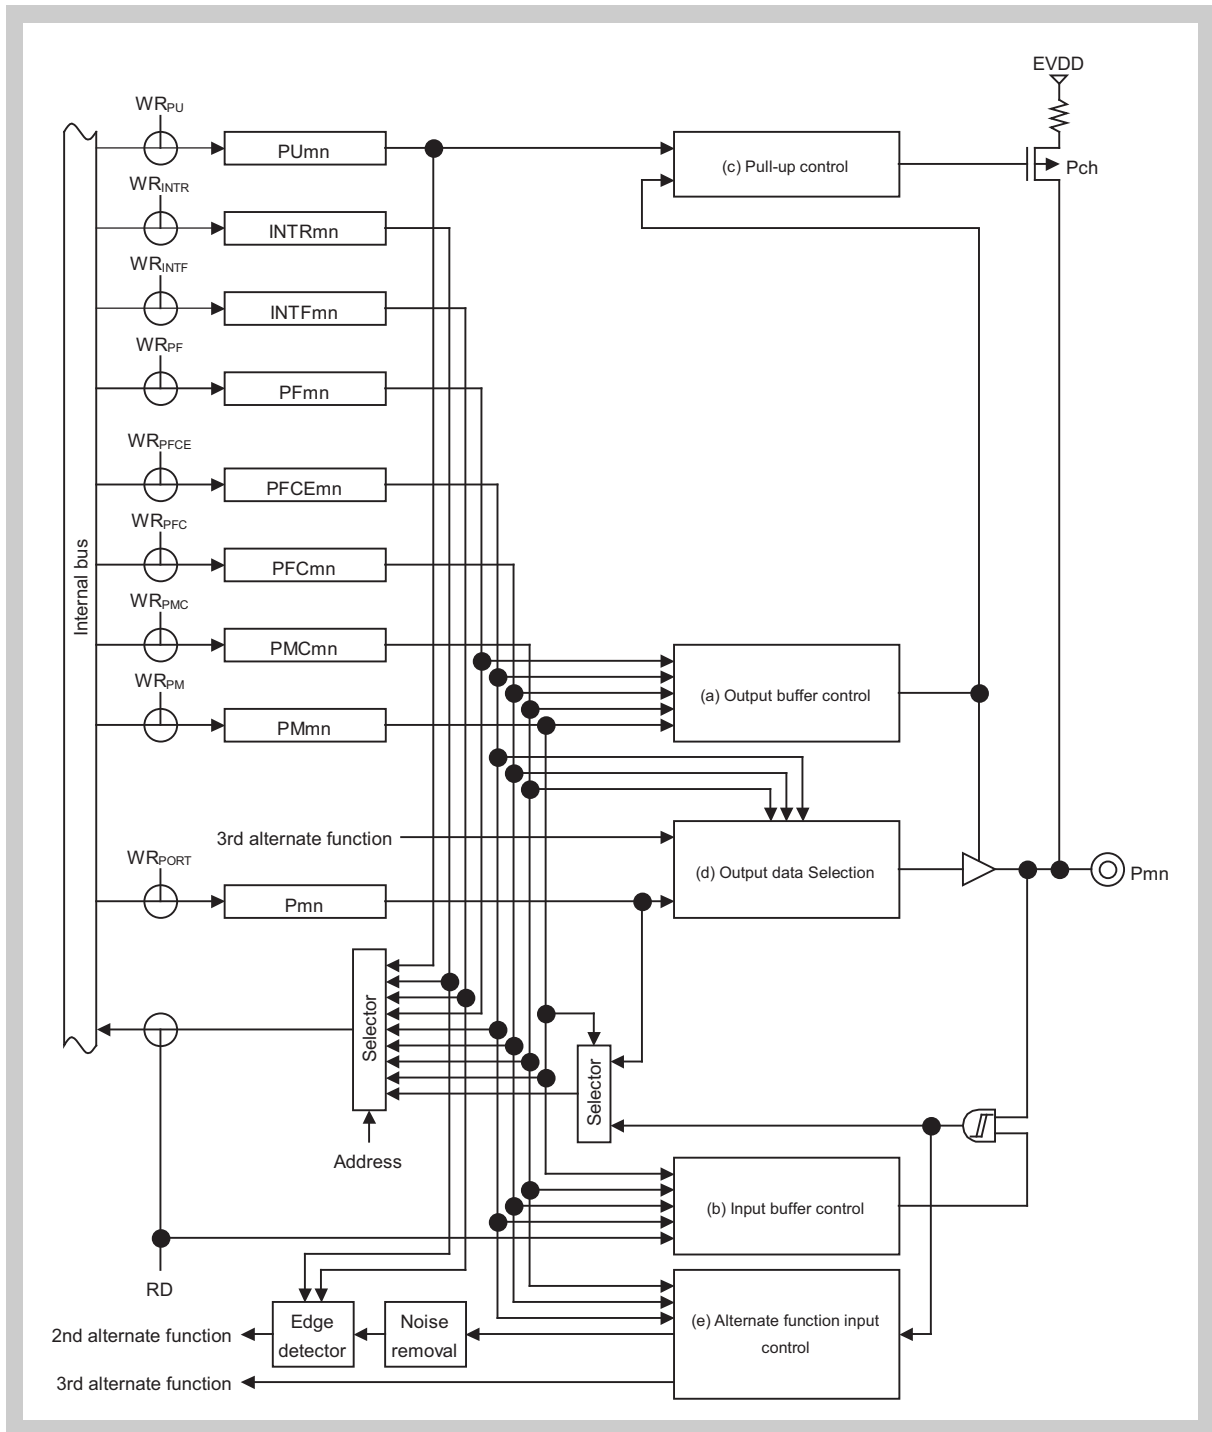 EVDD
WRPU
PUmn
(c) Pull-up control
Pch
WRINTR
INTRmn
WRINTF
INTFmn
WRPF
PFmn
WRPFCE
PFCEmn
WRPFC
PFCmn
Internal bus
WRPMC
PMCmn
WRPM
PMmn
(a) Output buffer control
3rd alternate function
WRPORT
Pmn
(d) Output data Selection
Pmn
Selector
Selector
Address
(b) Input buffer control
RD
Edge
detector
Noise
removal
(e) Alternate function input
control
2nd alternate function
3rd alternate function